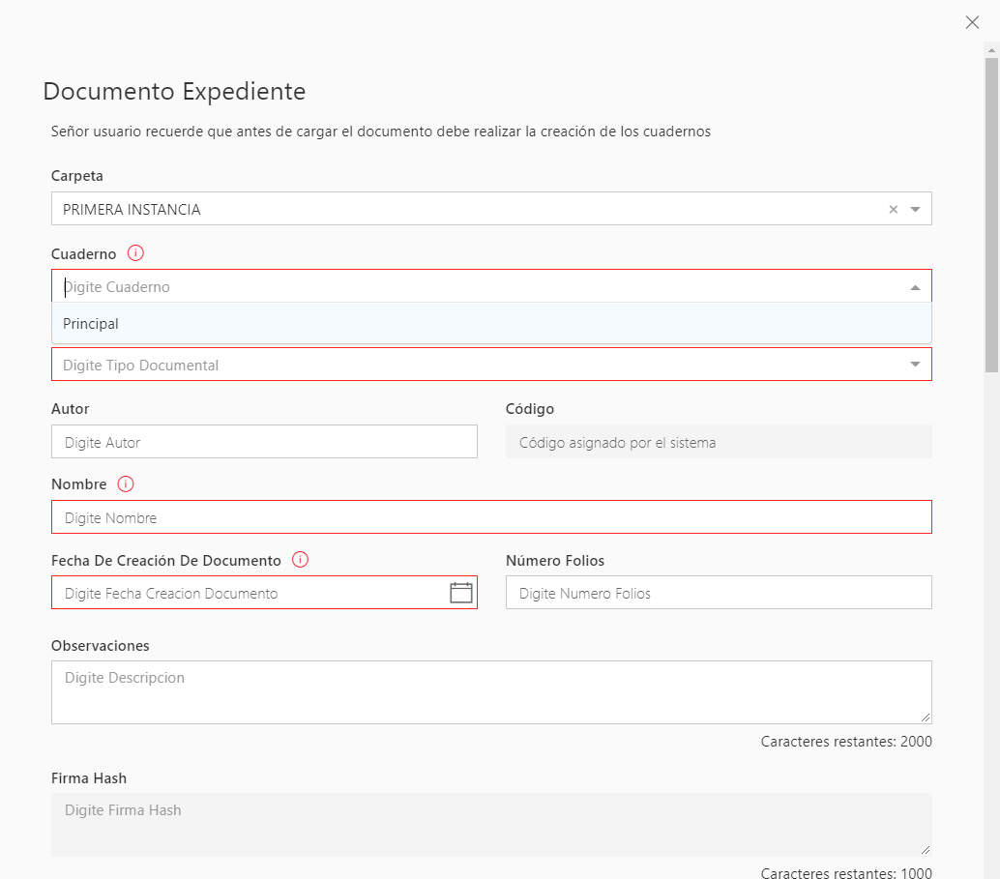 Documento Expediente
Señor usuario recuerde que antes de cargar el documento debe realizar la creación de los cuadernos
Carpeta
PRIMERA INSTANCIA
Cuaderno
Digite Cuaderno
Principal
Digite Tipo Documental
Autor
Código
Digite Autor
Código asignado por el sistema
Nombre
Digite Nombre
Fecha De Creación De Documento
Número Folios
Digite Fecha Creacion Documento
Digite Numero Folios
Observaciones
Digite Descripcion
Caracteres restantes: 2000
Firma Hash
Digite Firma Hash
Caracteres restantes: 1000